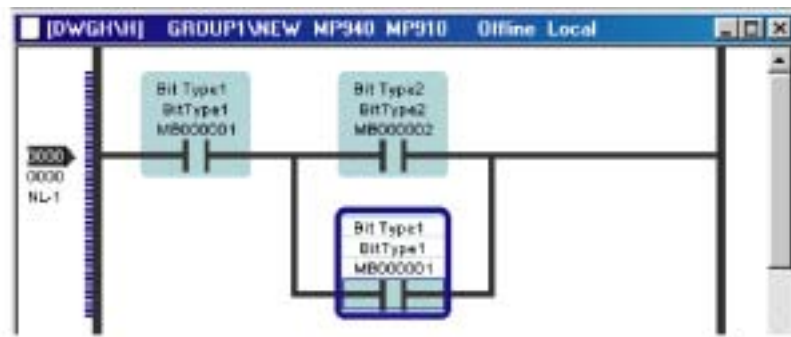 [DWGH\H] GROUP1\NEW MP940 MP910 Offline Local
Bit Type1
BitType1
MB000001
Bit Type2
BitType2
MB000002
0000
0000
NL-1
Bit Type1
BitType1
MB000001